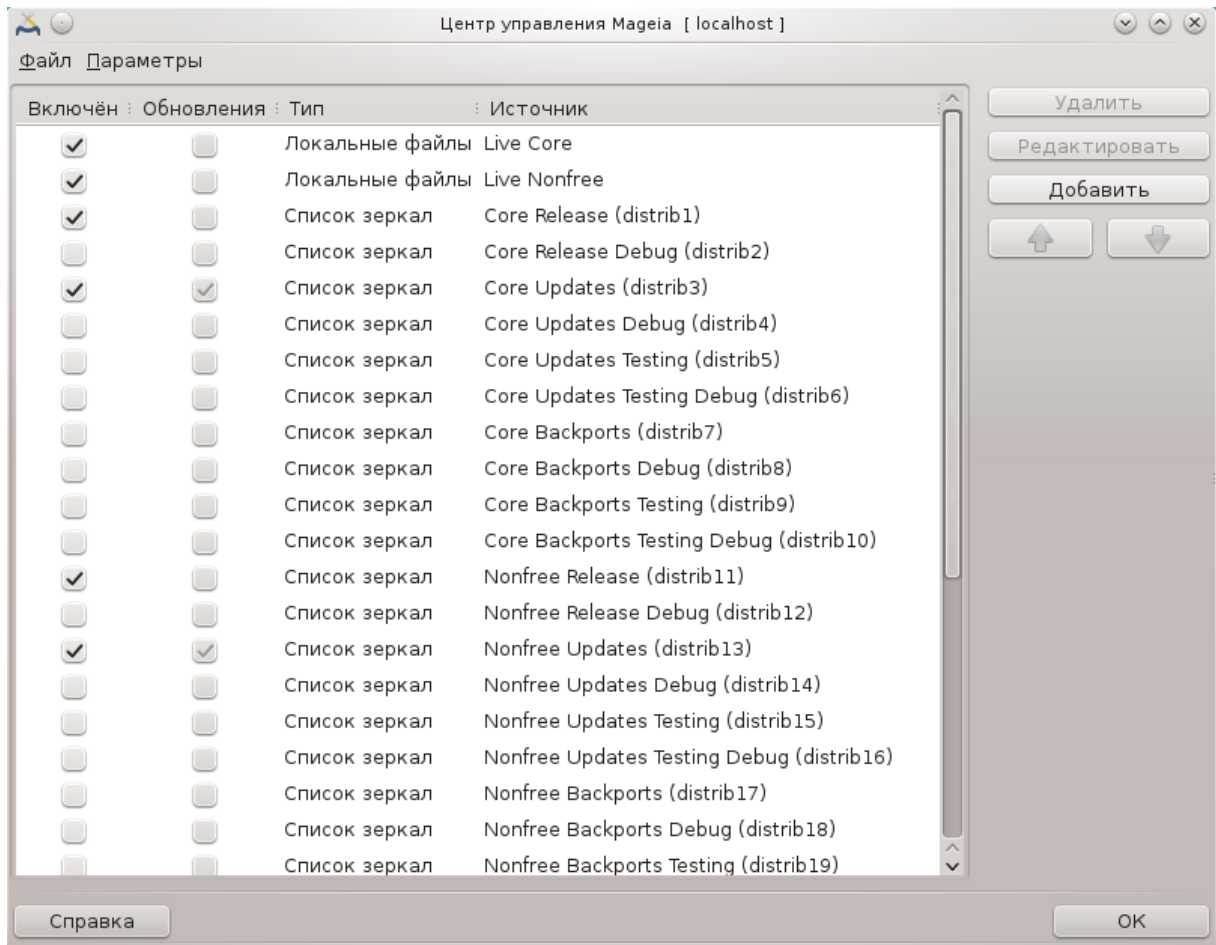 Центр управления Mageia [ localhost ]
Файл Параметры
Включён Обновления Тип Источник
Локальные файлы Live Core
Локальные файлы Live Nonfree
Список зеркал Core Release (distrib1)
Список зеркал Core Release Debug (distrib2)
Список зеркал Core Updates (distrib3)
Список зеркал Core Updates Debug (distrib4)
Список зеркал Core Updates Testing (distrib5)
Список зеркал Core Updates Testing Debug (distrib6)
Список зеркал Core Backports (distrib7)
Список зеркал Core Backports Debug (distrib8)
Список зеркал Core Backports Testing (distrib9)
Список зеркал Core Backports Testing Debug (distrib10)
Список зеркал Nonfree Release (distrib11)
Список зеркал Nonfree Release Debug (distrib12)
Список зеркал Nonfree Updates (distrib13)
Список зеркал Nonfree Updates Debug (distrib14)
Список зеркал Nonfree Updates Testing (distrib15)
Список зеркал Nonfree Updates Testing Debug (distrib16)
Список зеркал Nonfree Backports (distrib17)
Список зеркал Nonfree Backports Debug (distrib18)
Список зеркал Nonfree Backports Testing (distrib19)
Удалить
Редактировать
Добавить
Справка
OK